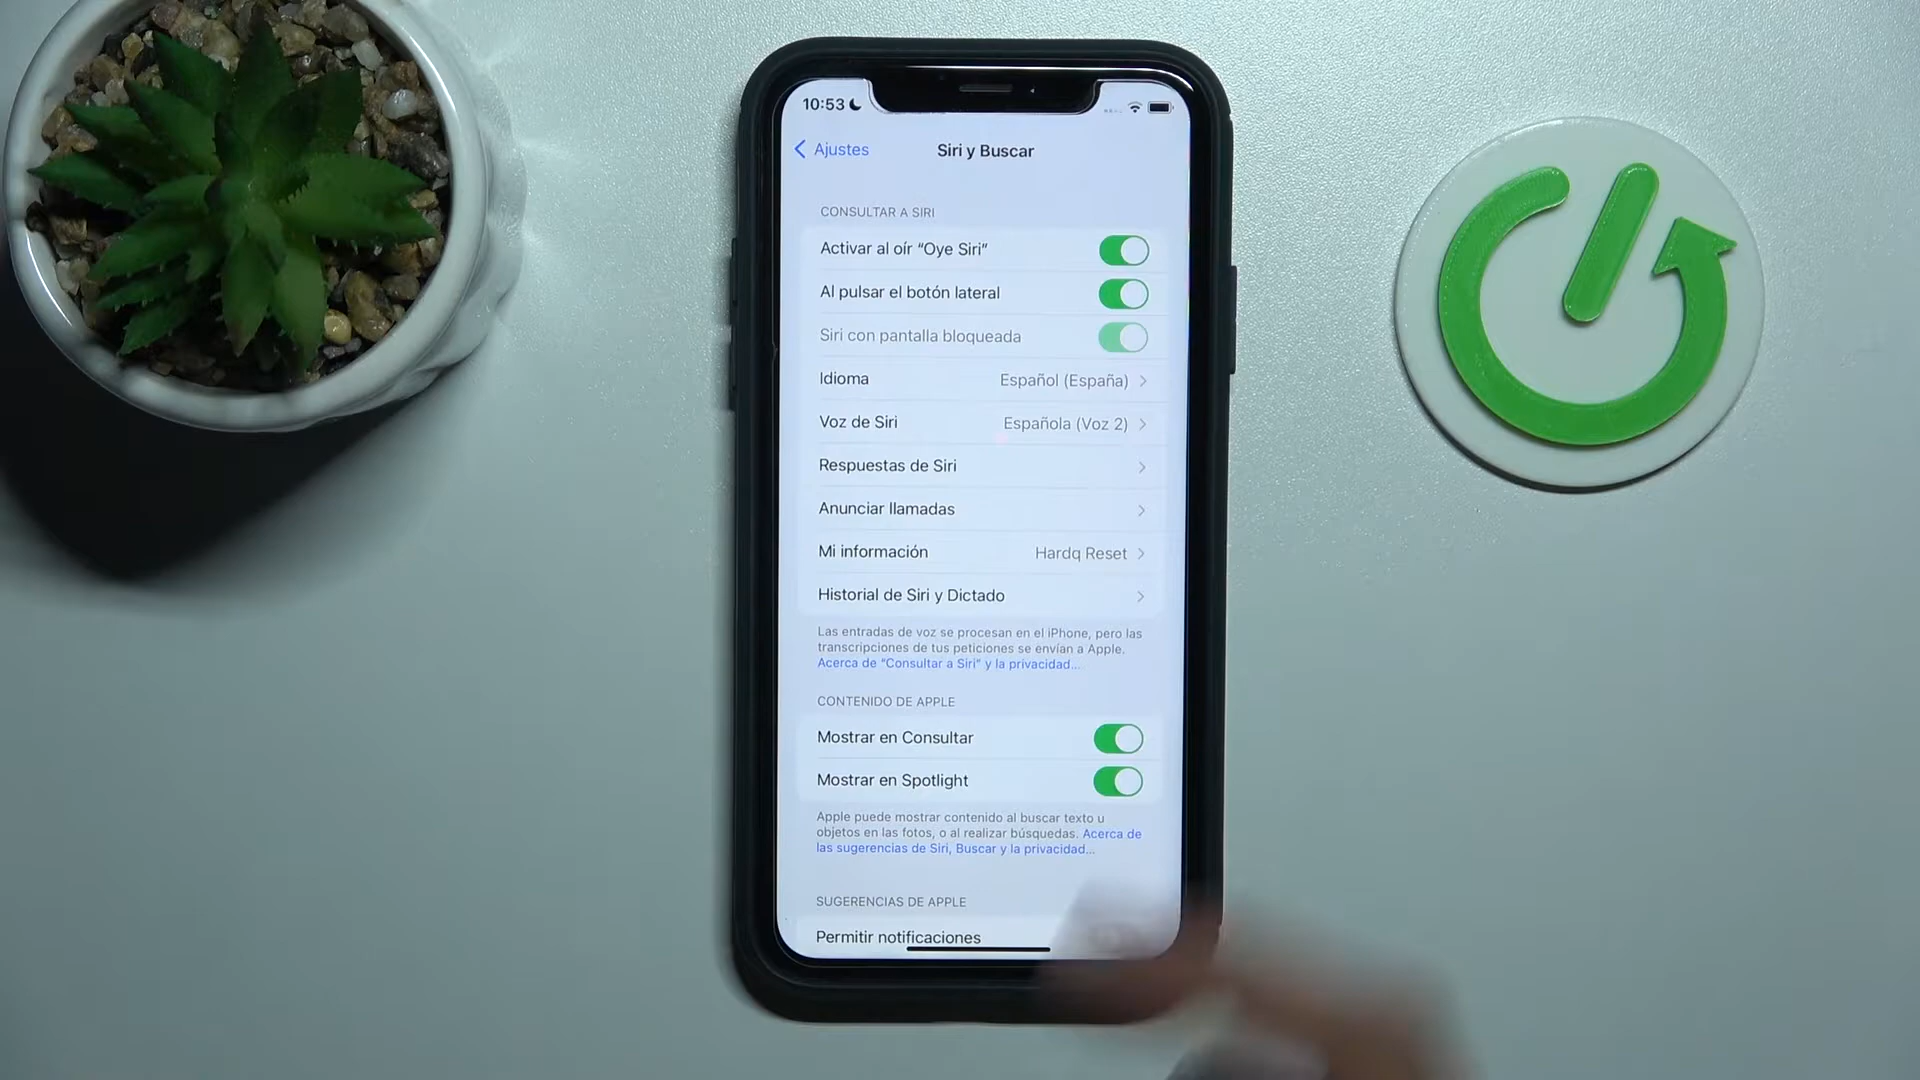 10:53
Ajustes
Siri y Buscar
CONSULTAR A SIRI
Activar al oír “Oye Siri”
Al pulsar el botón lateral
Siri con pantalla bloqueada
Idioma Español (España)
Voz de Siri Española (Voz 2)
Respuestas de Siri
Anunciar llamadas
Mi información Hardq Reset
Historial de Siri y Dictado
Las entradas de voz se procesan en el iPhone, pero las
transcripciones de tus peticiones se envían a Apple.
Acerca de “Consultar a Siri” y la privacidad...
CONTENIDO DE APPLE
Mostrar en Consultar
Mostrar en Spotlight
Apple puede mostrar contenido al buscar texto u
objetos en las fotos, o al realizar búsquedas. Acerca de
las sugerencias de Siri, Buscar y la privacidad...
SUGERENCIAS DE APPLE
Permitir notificaciones